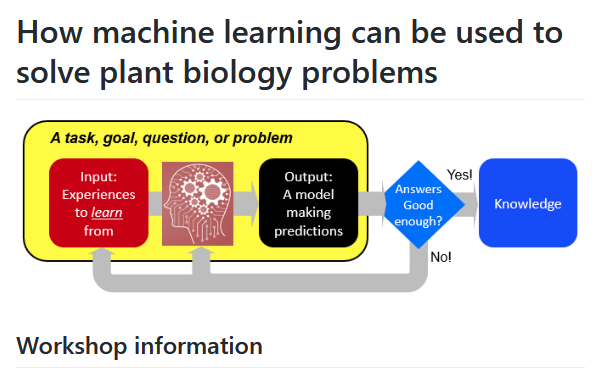 How machine learning can be used to
solve plant biology problems
A task, goal, question, or problem
Input:
Experiences
to learn
from
Output:
A model
making
predictions
Answers
Good
enough?
Yes!
No!
Knowledge
Workshop information